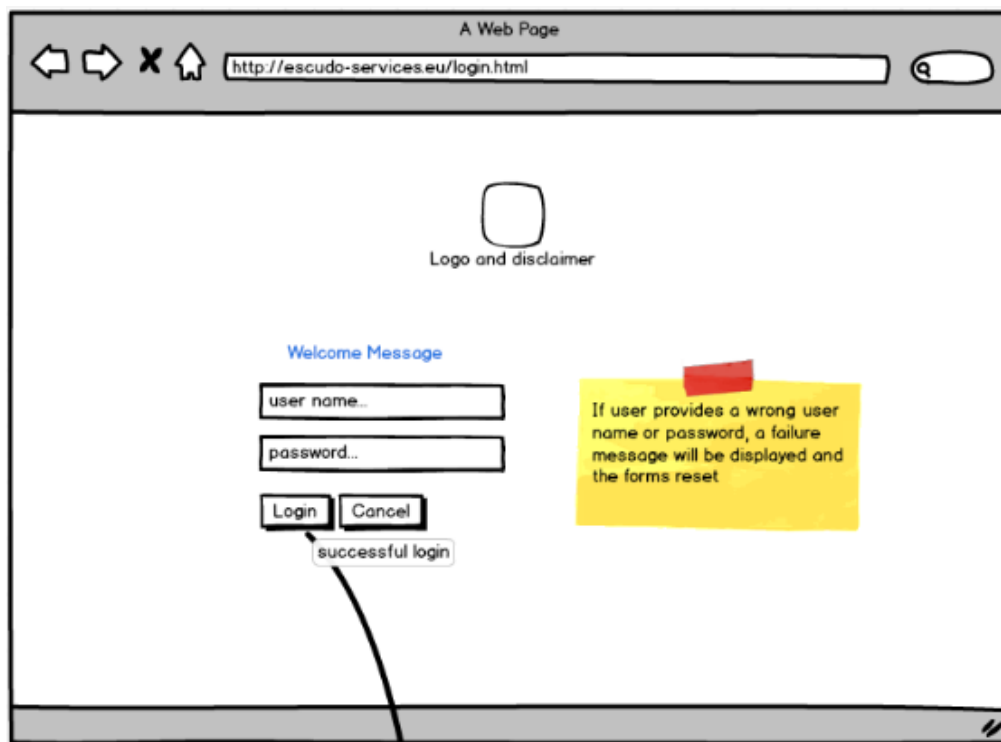 A Web Page
http://escudo-services.eu/login.html
Logo and disclaimer
Welcome Message
user name...
password...
Login Cancel
successful login
If user provides a wrong user
name or password, a failure
message will be displayed and
the forms reset